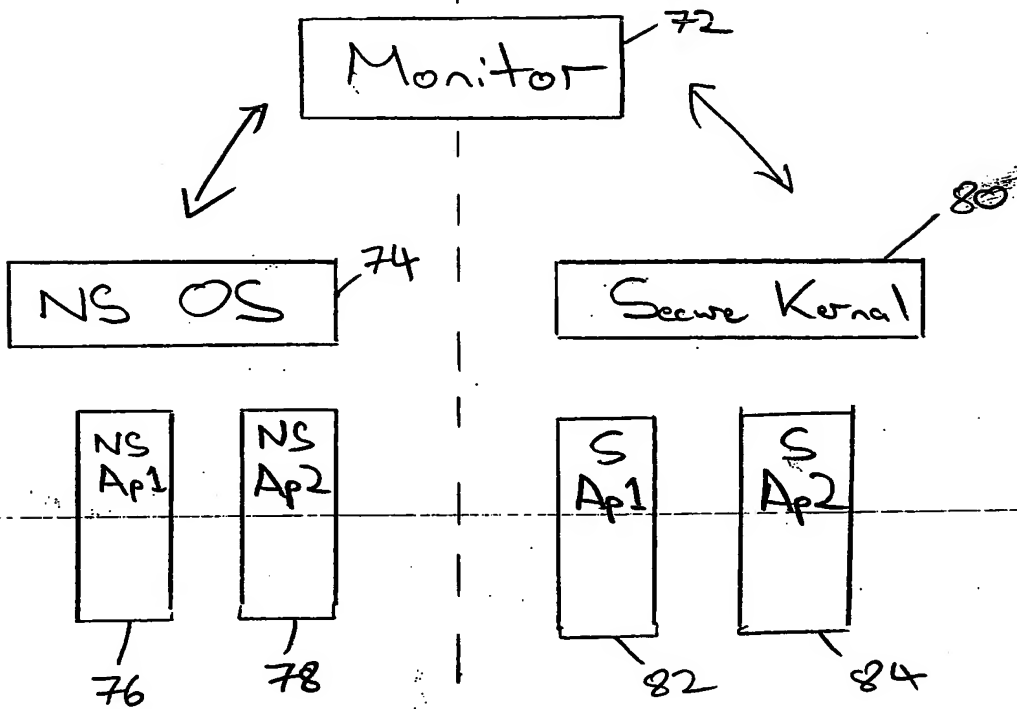 72
Monitor
80
74
NS OS
Secure Kernal
NS
Ap1
NS
Ap2
S
Ap1
S
Ap2
76
78
82
84